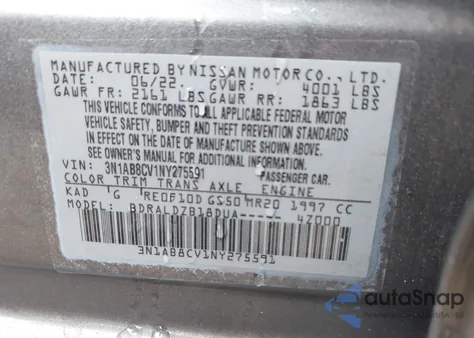 MANUFACTURED BY NISSAN MOTOR CO., LTD.
DATE: 06/22 GVWR: 4001 LBS
GAWR FR: 2161 LBS GAWR RR: 1863 LBS
THIS VEHICLE CONFORMS TO ALL APPLICABLE FEDERAL MOTOR
VEHICLE SAFETY, BUMPER AND THEFT PREVENTION STANDARDS
IN EFFECT ON THE DATE OF MANUFACTURE SHOWN ABOVE.
SEE OWNER'S MANUAL FOR ADDITIONAL INFORMATION
VIN: 3N1AB8CV1NY275591 PASSENGER CAR
COLOR TRIM TRANS AXLE ENGINE
KAD G RE0F10D GS50 MR20 1997 CC
MODEL: BDRALDZB18DUA----- 4Z000
3N1AB8CV1NY275591
autoSnap